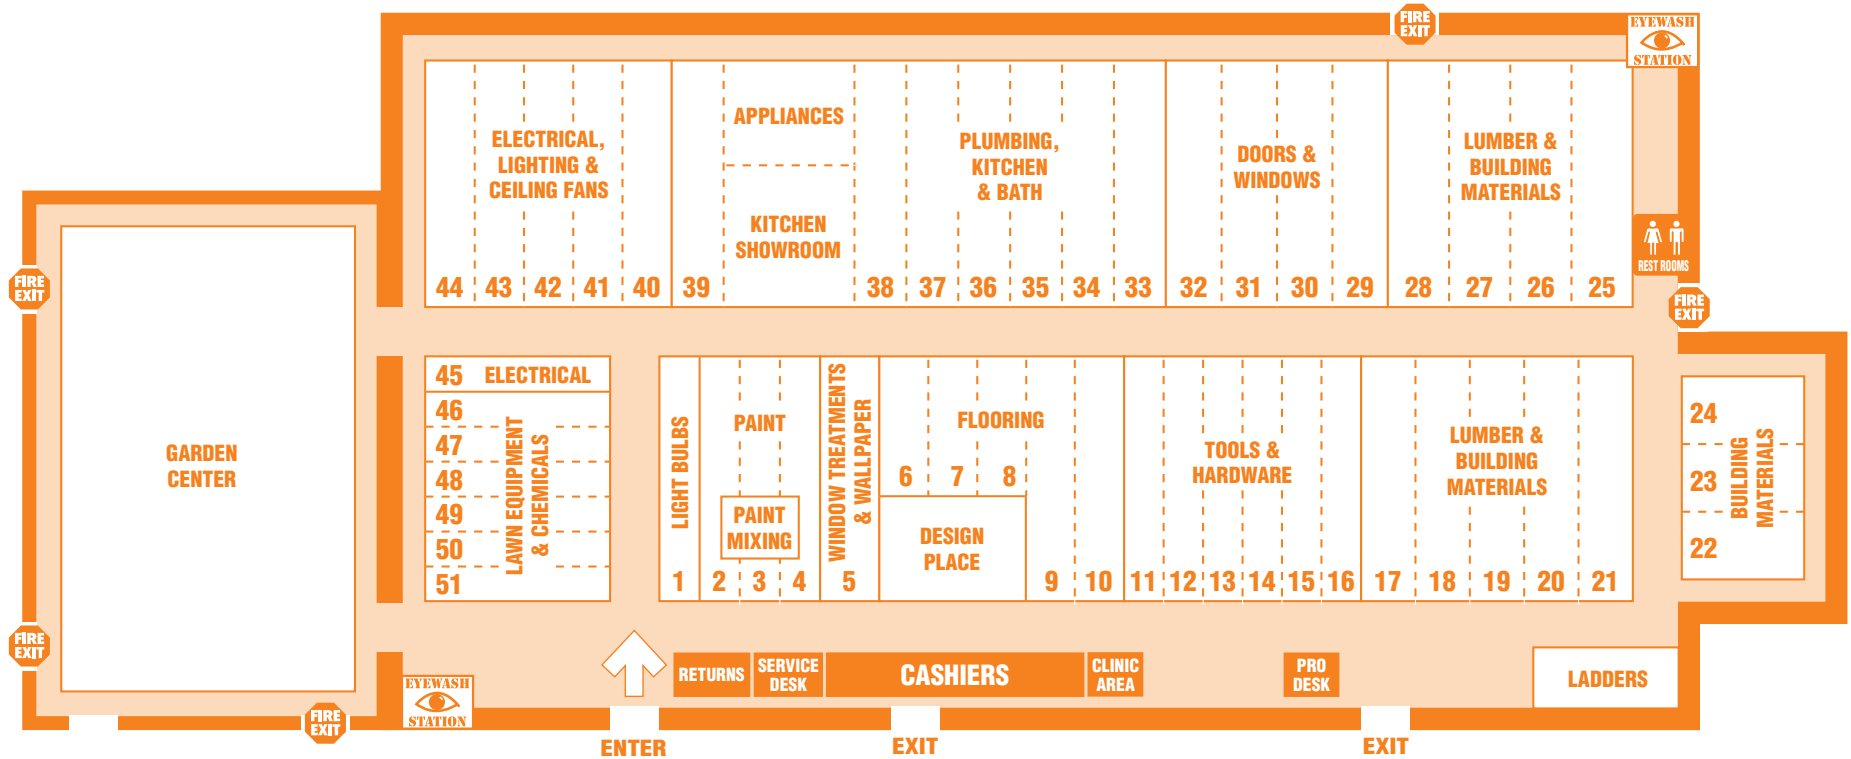 FIRE
EXIT
EYEWASH
STATION
ELECTRICAL,
LIGHTING &
CEILING FANS
APPLIANCES
KITCHEN
SHOWROOM
PLUMBING,
KITCHEN
& BATH
DOORS &
WINDOWS
LUMBER &
BUILDING
MATERIALS
REST ROOMS
44 43 42 41 40 39 38 37 36 35 34 33 32 31 30 29 28 27 26 25
FIRE
EXIT
FIRE
EXIT
GARDEN
CENTER
45 ELECTRICAL
46
47
48
49
50
51
LAWN EQUIPMENT
& CHEMICALS
LIGHT BULBS
PAINT
PAINT
MIXING
WINDOW TREATMENTS
& WALLPAPER
FLOORING
6 7 8
DESIGN
PLACE
TOOLS &
HARDWARE
LUMBER &
BUILDING
MATERIALS
24
23
22
BUILDING
MATERIALS
1 2 3 4 5 9 10 11 12 13 14 15 16 17 18 19 20 21
FIRE
EXIT
RETURNS
SERVICE
DESK
CASHIERS
CLINIC
AREA
PRO
DESK
LADDERS
EYEWASH
STATION
FIRE
EXIT
ENTER
EXIT
EXIT